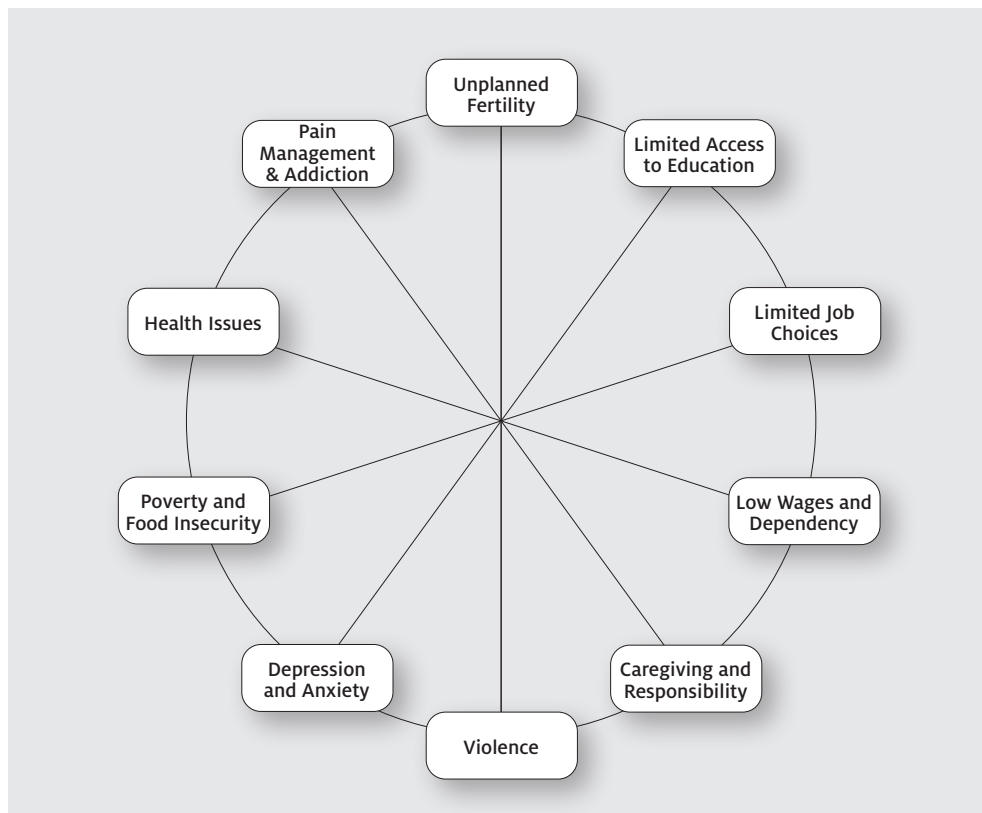 Unplanned
Fertility
Limited Access
to Education
Limited Job
Choices
Low Wages and
Dependency
Caregiving and
Responsibility
Violence
Depression
and Anxiety
Poverty and
Food Insecurity
Health Issues
Pain
Management
& Addiction